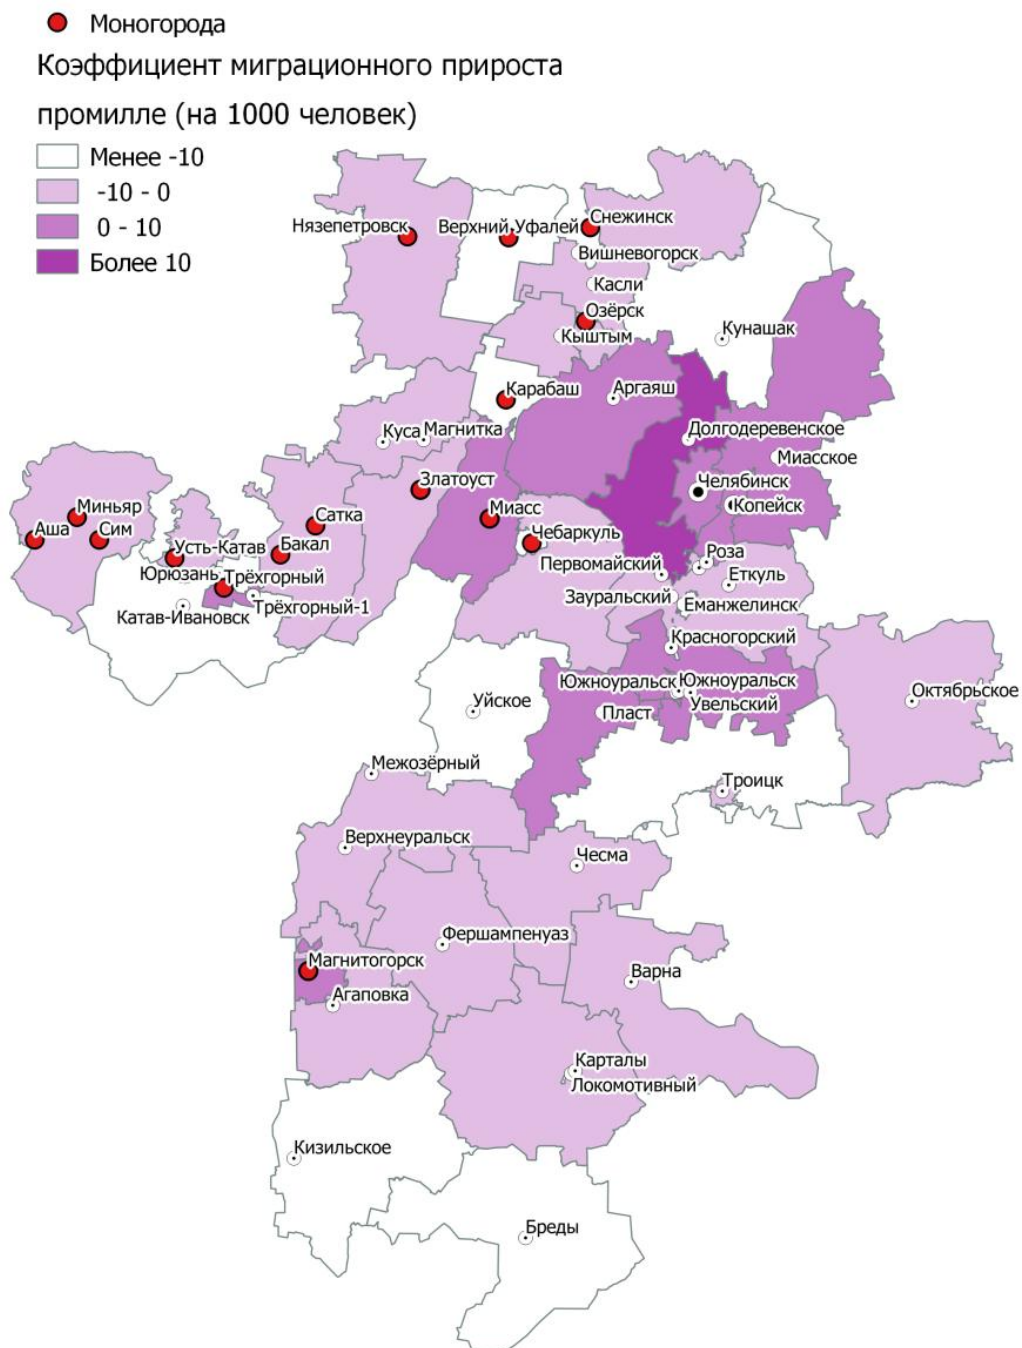 Моногорода
Коэффициент миграционного прироста
промилле (на 1000 человек)
Менее -10
-10 - 0
0 - 10
Более 10
Нязепетровск
Верхний Уфалей
Снежинск
Вишневогорск
Касли
Озёрск
Кыштым
Кунашак
Карабаш
Аргаяш
Куса
Магнитка
Долгодеревенское
Миасское
Златоуст
Челябинск
Копейск
Миньяр
Аша
Сим
Сатка
Миасс
Чебаркуль
Усть-Катав
Бакал
Первомайский
Роза
Юрюзань
Трёхгорный
Еткуль
Катав-Ивановск
Трёхгорный-1
Зауральский
Еманжелинск
Красногорский
Южноуральск
Южноуральск
Октябрьское
Уйское
Пласт
Увельский
Межозёрный
Троицк
Верхнеуральск
Чесма
Фершампенуаз
Магнитогорск
Варна
Агаповка
Карталы
Локомотивный
Кизильское
Бреды